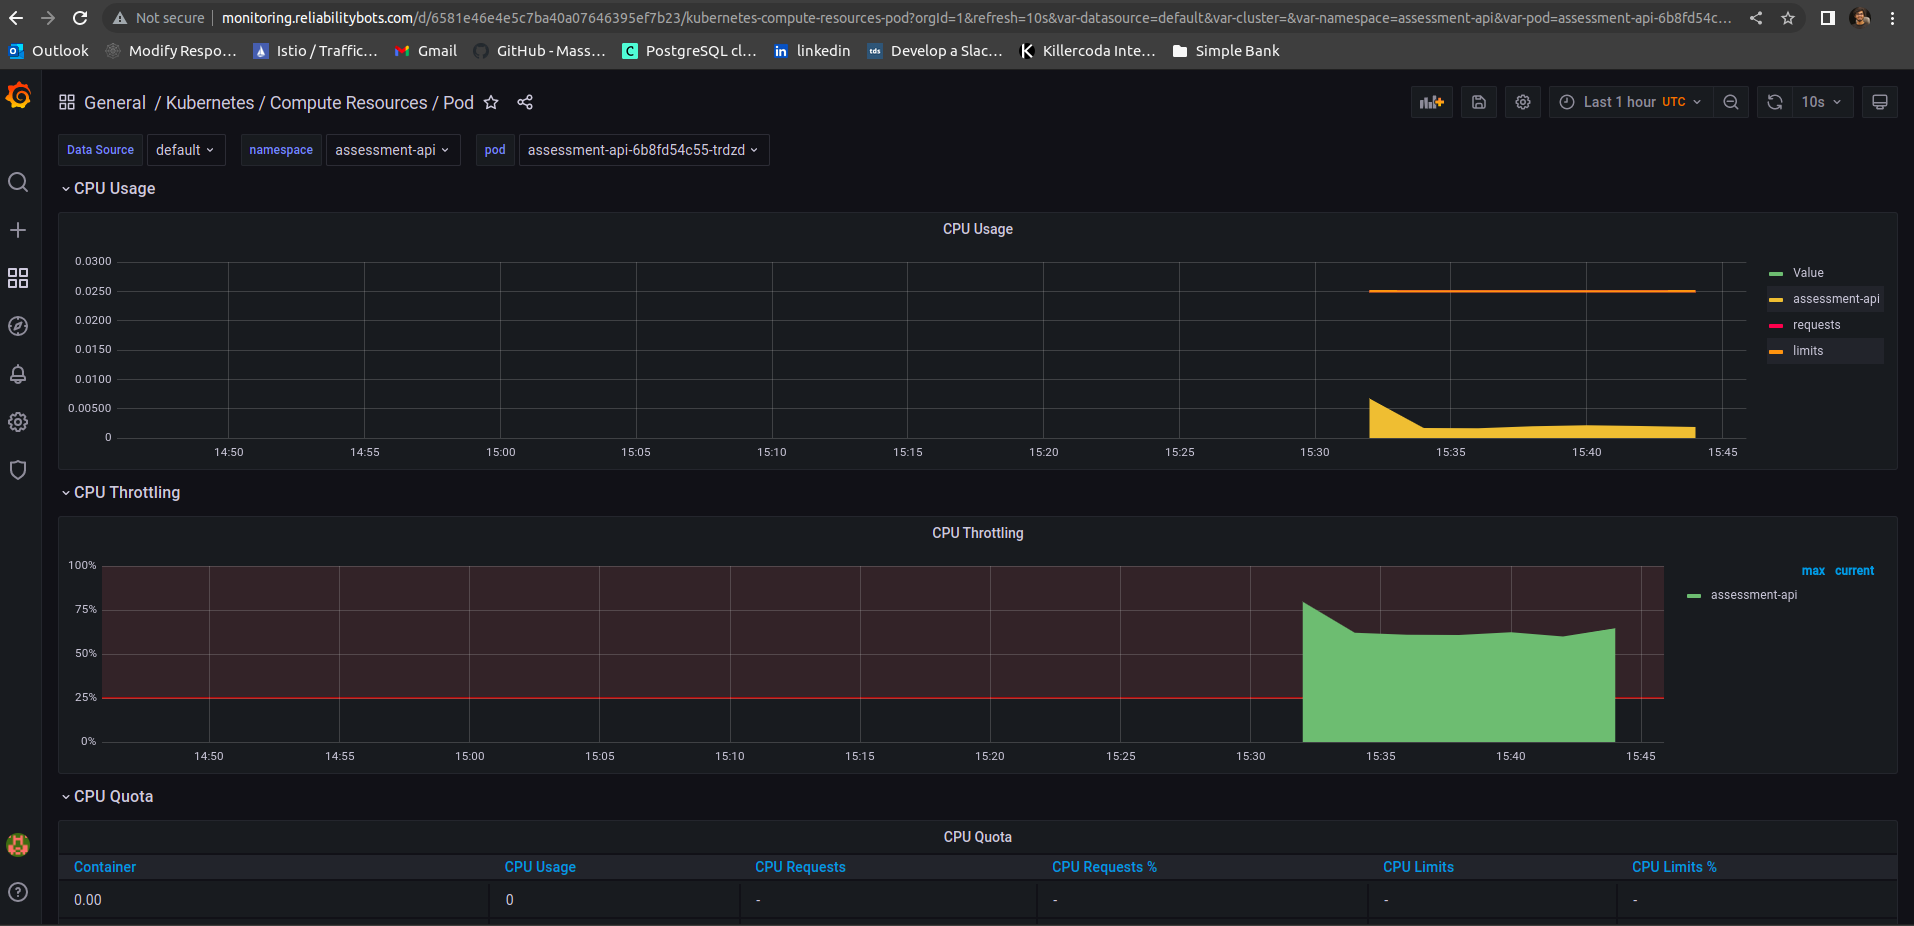 Not secure | monitoring.reliabilitybots.com/d/6581e46e4e5c7ba40a07646395ef7b23/kubernetes-compute-resources-pod?orgId=1&refresh=10s&var-datasource=default&var-cluster=&var-namespace=assessment-api&var-pod=assessment-api-6b8fd54c...
Outlook Modify Respo... Istio / Traffic... Gmail GitHub - Mass... C PostgreSQL cl... in linkedin tds Develop a Slac... K Killercoda Inte... Simple Bank
General / Kubernetes / Compute Resources / Pod Last 1 hour UTC 10s
Data Source default namespace assessment-api pod assessment-api-6b8fd54c55-trdzd
CPU Usage
CPU Usage
0.0300
0.0250
0.0200
0.0150
0.0100
0.00500
0
14:50 14:55 15:00 15:05 15:10 15:15 15:20 15:25 15:30 15:35 15:40 15:45
Value
assessment-api
requests
limits
CPU Throttling
CPU Throttling
100%
75%
50%
25%
0%
14:50 14:55 15:00 15:05 15:10 15:15 15:20 15:25 15:30 15:35 15:40 15:45
max current
assessment-api
CPU Quota
CPU Quota
Container CPU Usage CPU Requests CPU Requests % CPU Limits CPU Limits %
0.00 0 - - - -